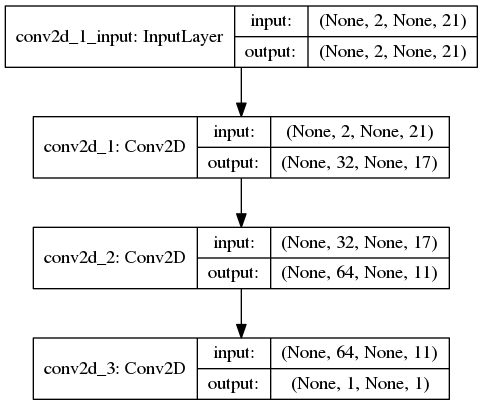 conv2d_1_input: InputLayer
input: (None, 2, None, 21)
output: (None, 2, None, 21)
conv2d_1: Conv2D
input: (None, 2, None, 21)
output: (None, 32, None, 17)
conv2d_2: Conv2D
input: (None, 32, None, 17)
output: (None, 64, None, 11)
conv2d_3: Conv2D
input: (None, 64, None, 11)
output: (None, 1, None, 1)